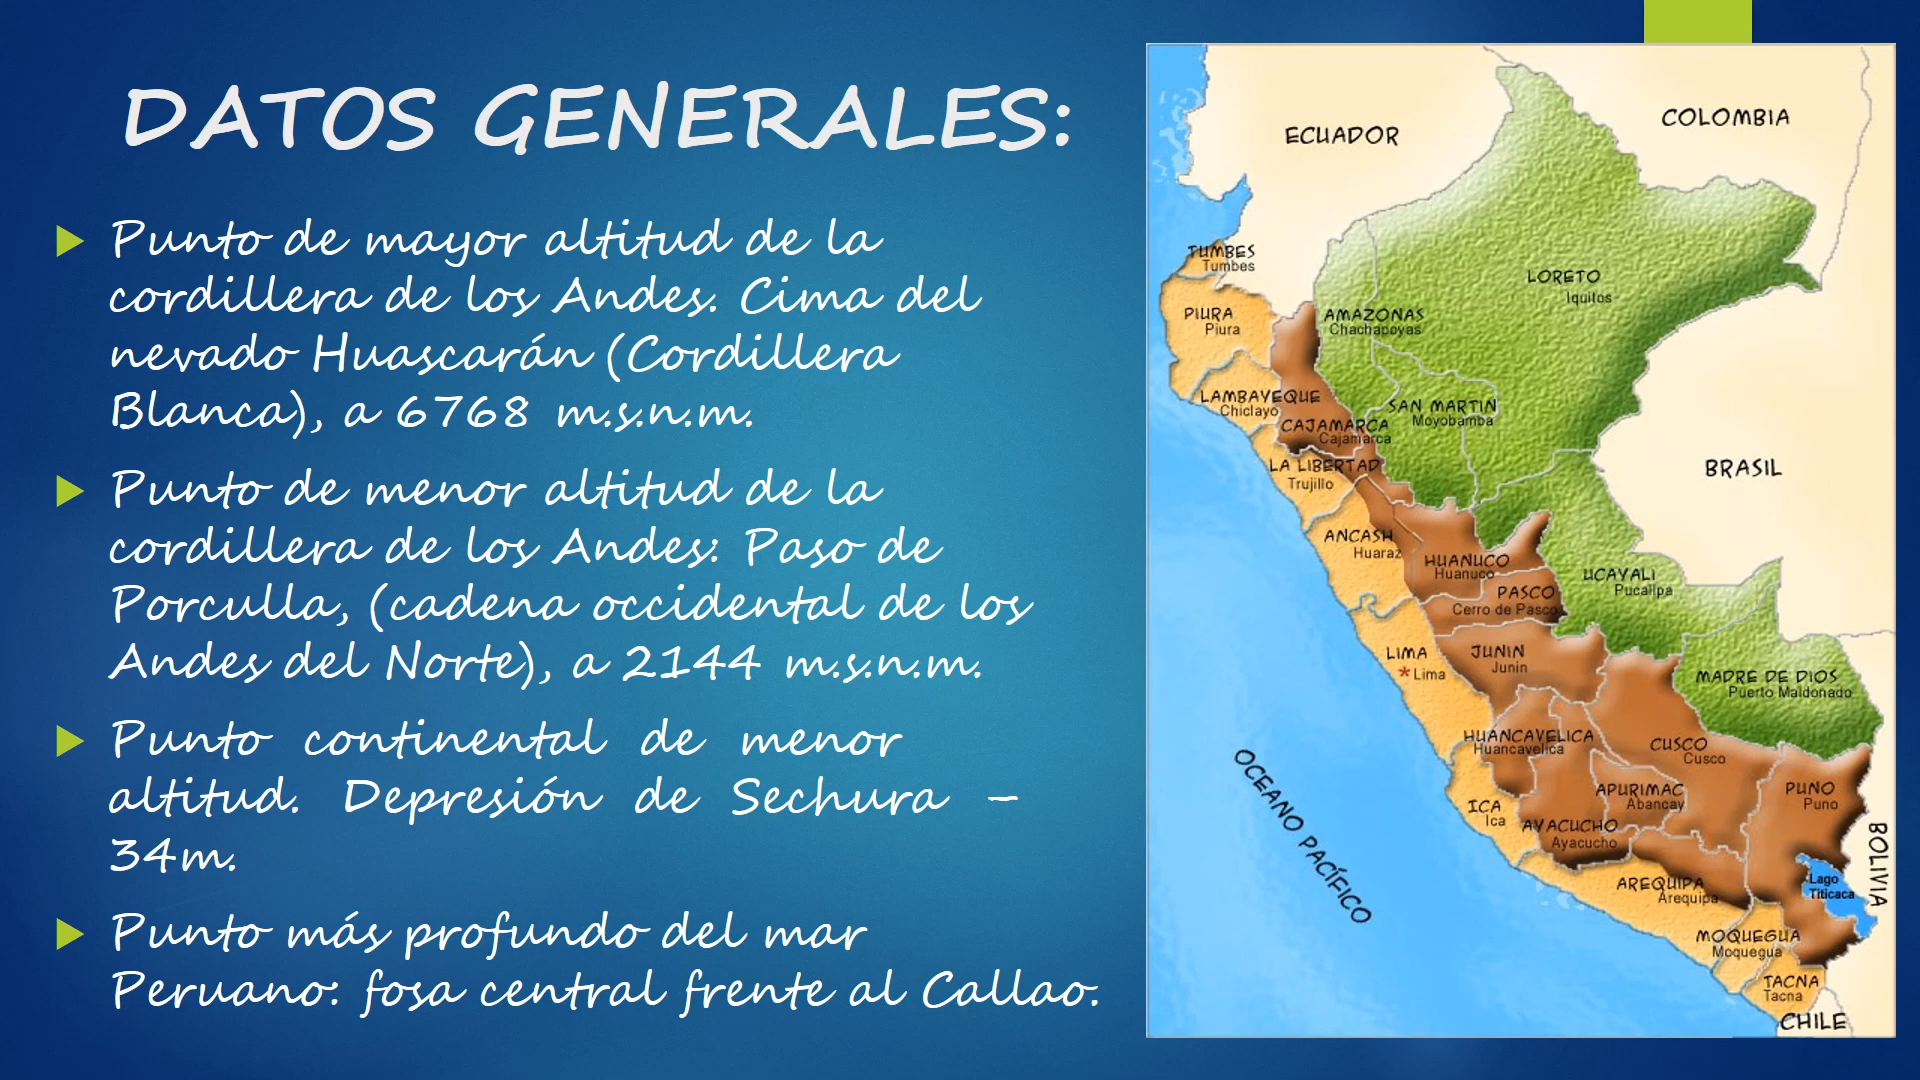 DATOS GENERALES:
Punto de mayor altitud de la
cordillera de los Andes. Cima del
nevado Huascarán (Cordillera
Blanca), a 6768 m.s.n.m.
Punto de menor altitud de la
cordillera de los Andes: Paso de
Porculla, (cadena occidental de los
Andes del Norte), a 2144 m.s.n.m.
Punto continental de menor
altitud. Depresión de Sechura –
34m.
Punto más profundo del mar
Peruano: fosa central frente al Callao.
ECUADOR
COLOMBIA
TUMBES
Tumbes
LORETO
Iquitos
PIURA
Piura
AMAZONAS
Chachapoyas
LAMBAYEQUE
Chiclayo
SAN MARTIN
Moyobamba
CAJAMARCA
Cajamarca
LA LIBERTAD
Trujillo
BRASIL
ANCASH
Huaraz
HUANUCO
Huanuco
UCAYALI
Pucallpa
PASCO
Cerro de Pasco
LIMA
*Lima
JUNIN
Junin
MADRE DE DIOS
Puerto Maldonado
HUANCAVELICA
Huancavelica
CUSCO
Cusco
OCEANO PACÍFICO
ICA
Ica
APURIMAC
Abancay
PUNO
Puno
AYACUCHO
Ayacucho
BOLIVIA
AREQUIPA
Arequipa
Lago
Titicaca
MOQUEGUA
Moquegua
TACNA
Tacna
CHILE